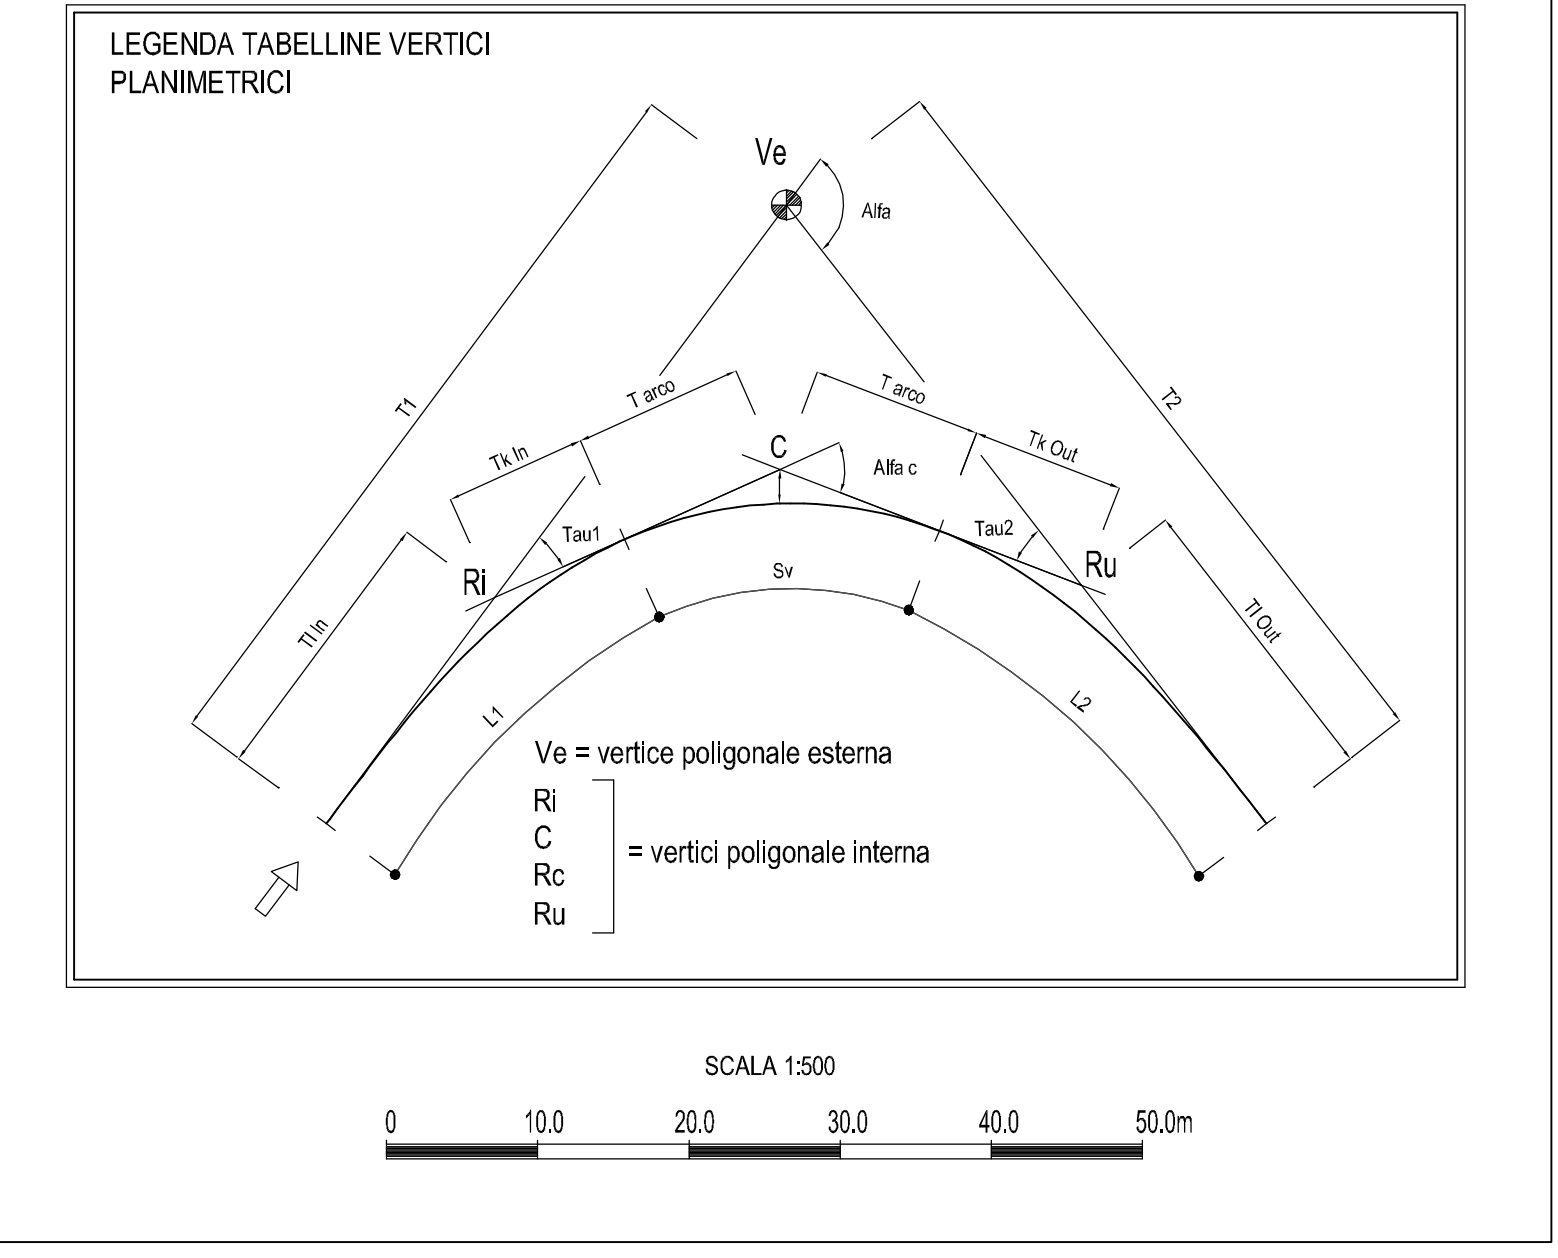 LEGENDA TABELLINE VERTICI
PLANIMETRICI
Ve
Alfa
T1
T2
T arco
T arco
Tk In
Tk Out
C
Alfa c
Tau1
Tau2
Ri
Ru
Sv
Tl In
Tl Out
L1
L2
Ve = vertice poligonale esterna
Ri
C
= vertici poligonale interna
Rc
Ru
SCALA 1:500
0 10.0 20.0 30.0 40.0 50.0m